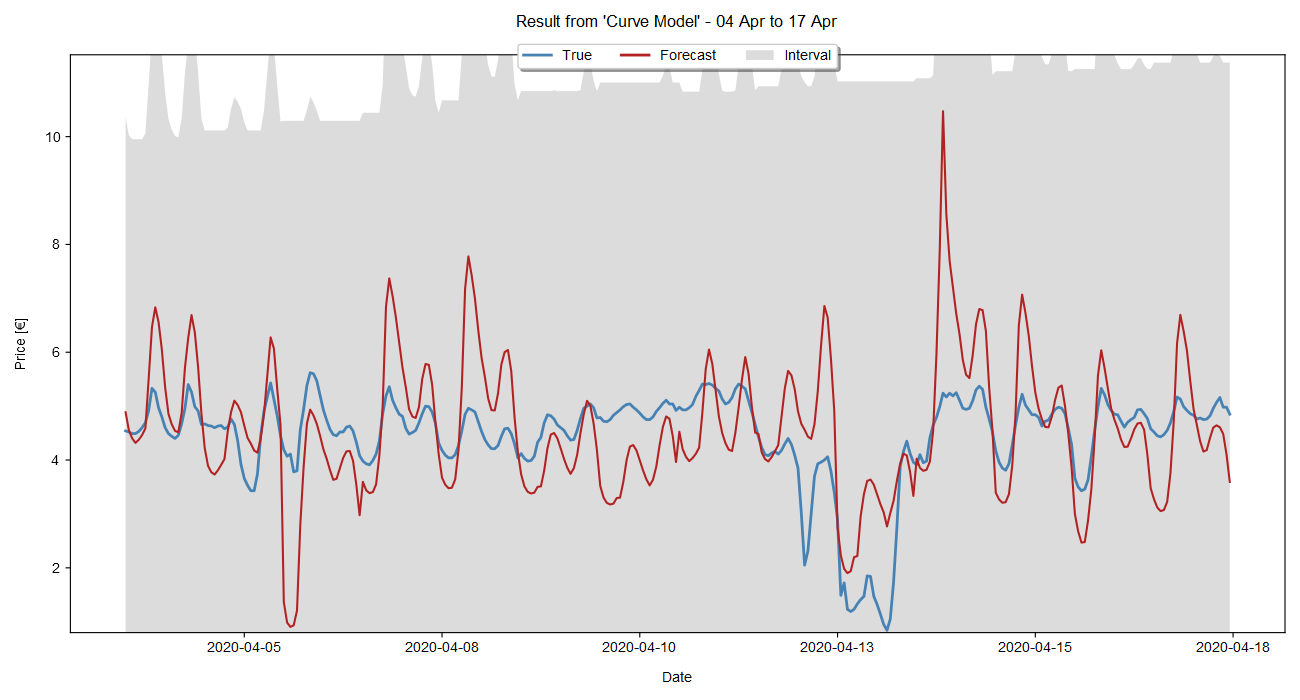 Result from 'Curve Model' - 04 Apr to 17 Apr
True Forecast Interval
10
8
6
4
2
Price [€]
2020-04-05 2020-04-08 2020-04-10 2020-04-13 2020-04-15 2020-04-18
Date